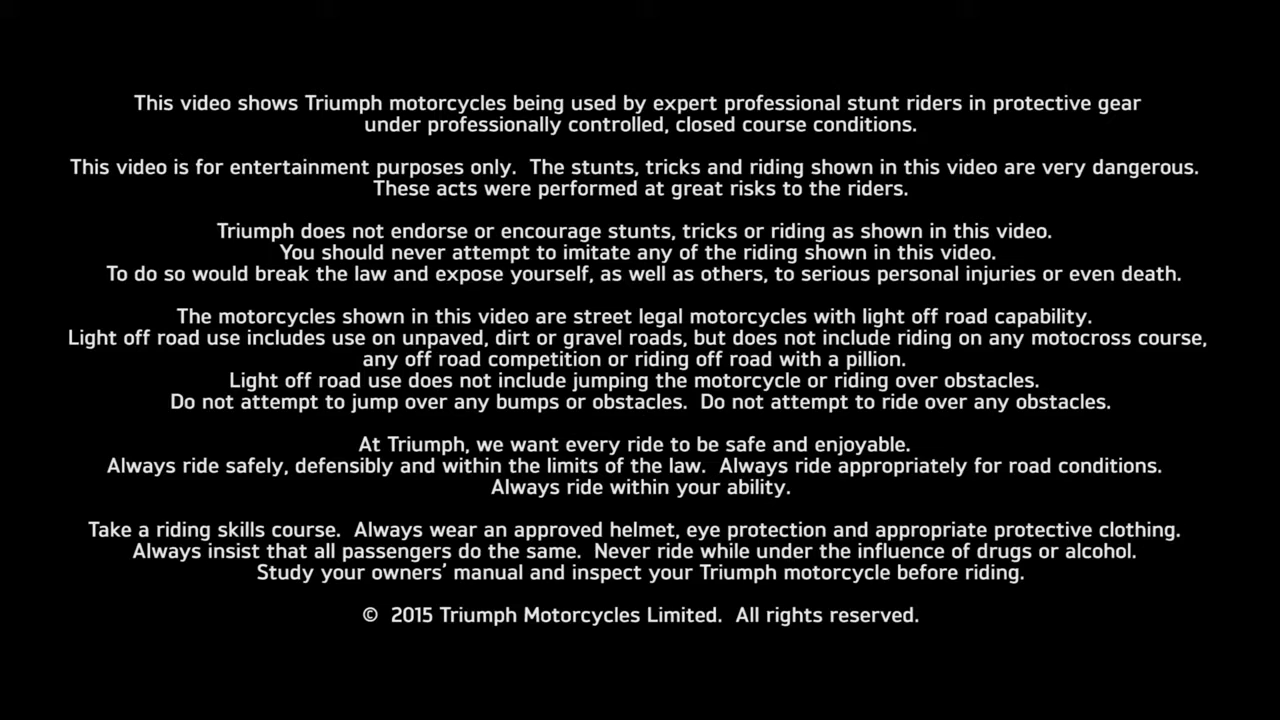 This video shows Triumph motorcycles being used by expert professional stunt riders in protective gear
under professionally controlled, closed course conditions.
This video is for entertainment purposes only.  The stunts, tricks and riding shown in this video are very dangerous.
These acts were performed at great risks to the riders.
Triumph does not endorse or encourage stunts, tricks or riding as shown in this video.
You should never attempt to imitate any of the riding shown in this video.
To do so would break the law and expose yourself, as well as others, to serious personal injuries or even death.
The motorcycles shown in this video are street legal motorcycles with light off road capability.
Light off road use includes use on unpaved, dirt or gravel roads, but does not include riding on any motocross course,
any off road competition or riding off road with a pillion.
Light off road use does not include jumping the motorcycle or riding over obstacles.
Do not attempt to jump over any bumps or obstacles.  Do not attempt to ride over any obstacles.
At Triumph, we want every ride to be safe and enjoyable.
Always ride safely, defensibly and within the limits of the law.  Always ride appropriately for road conditions.
Always ride within your ability.
Take a riding skills course.  Always wear an approved helmet, eye protection and appropriate protective clothing.
Always insist that all passengers do the same.  Never ride while under the influence of drugs or alcohol.
Study your owners’ manual and inspect your Triumph motorcycle before riding.
©  2015 Triumph Motorcycles Limited.  All rights reserved.